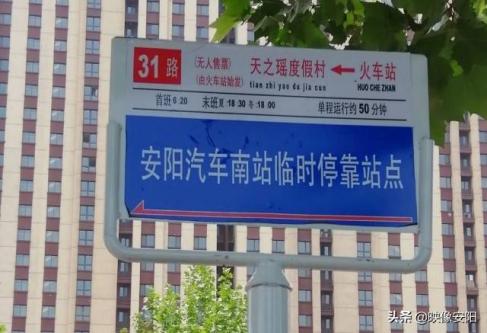 31 路
(无人售票)
(由火车站始发)
天之瑶度假村 ← 火车站
tian zhi yao du jia cun HUO CHE ZHAN
首班 6:20 末班夏:18:30 冬:18:00 单程运行约50分钟
安阳汽车南站临时停靠站点
头条 @映像安阳